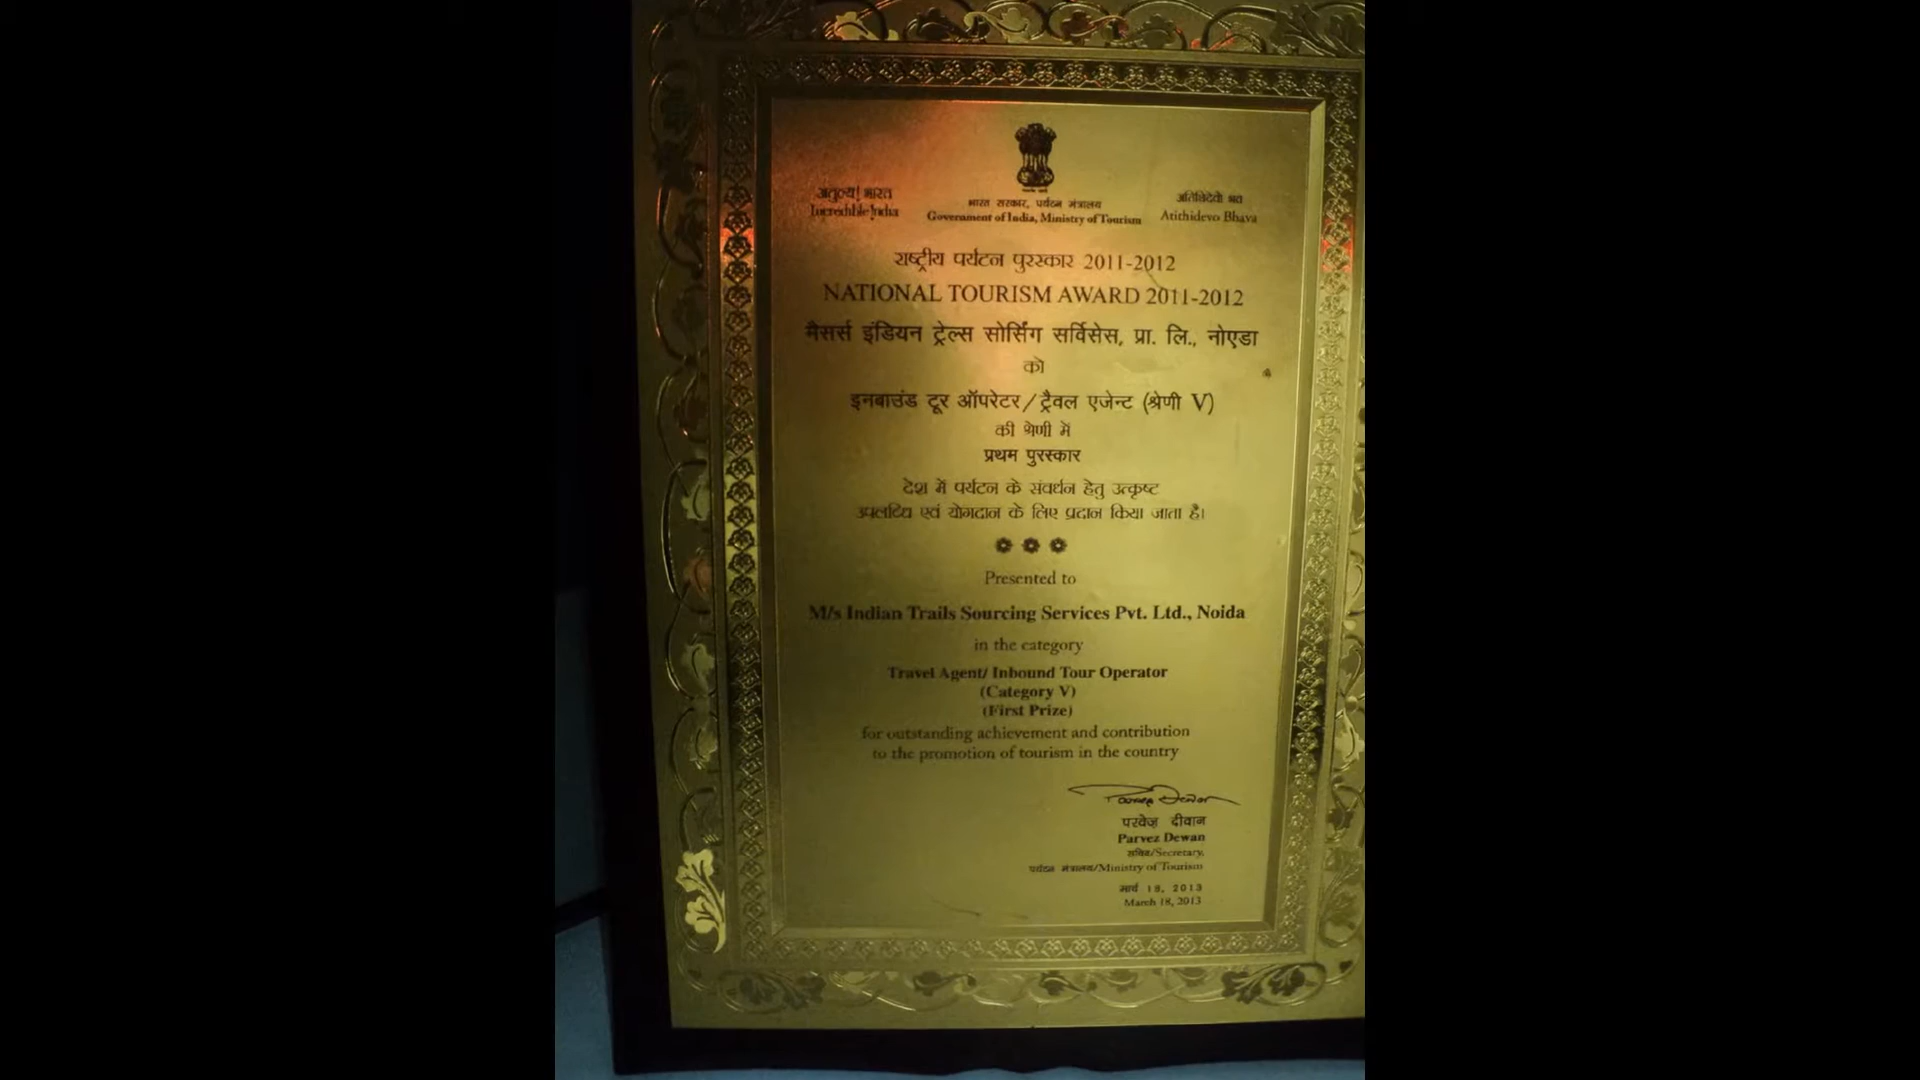 अतुल्य! भारत
Incredible!ndia
भारत सरकार, पर्यटन मंत्रालय
Government of India, Ministry of Tourism
अतिथिदेवो भव
Atithidevo Bhava
राष्ट्रीय पर्यटन पुरस्कार 2011-2012
NATIONAL TOURISM AWARD 2011-2012
मैसर्स इंडियन ट्रेल्स सोर्सिंग सर्विसेस, प्रा. लि., नोएडा
को
इनबाउंड टूर ऑपरेटर/ट्रैवल एजेन्ट (श्रेणी V)
की श्रेणी में
प्रथम पुरस्कार
देश में पर्यटन के संवर्धन हेतु उत्कृष्ट
उपलब्धि एवं योगदान के लिए प्रदान किया जाता है।
Presented to
M/s Indian Trails Sourcing Services Pvt. Ltd., Noida
in the category
Travel Agent/ Inbound Tour Operator
(Category V)
(First Prize)
for outstanding achievement and contribution
to the promotion of tourism in the country
Parvez Dewan
परवेज़ दीवान
Parvez Dewan
सचिव/Secretary,
पर्यटन मंत्रालय/Ministry of Tourism
मार्च 18, 2013
March 18, 2013